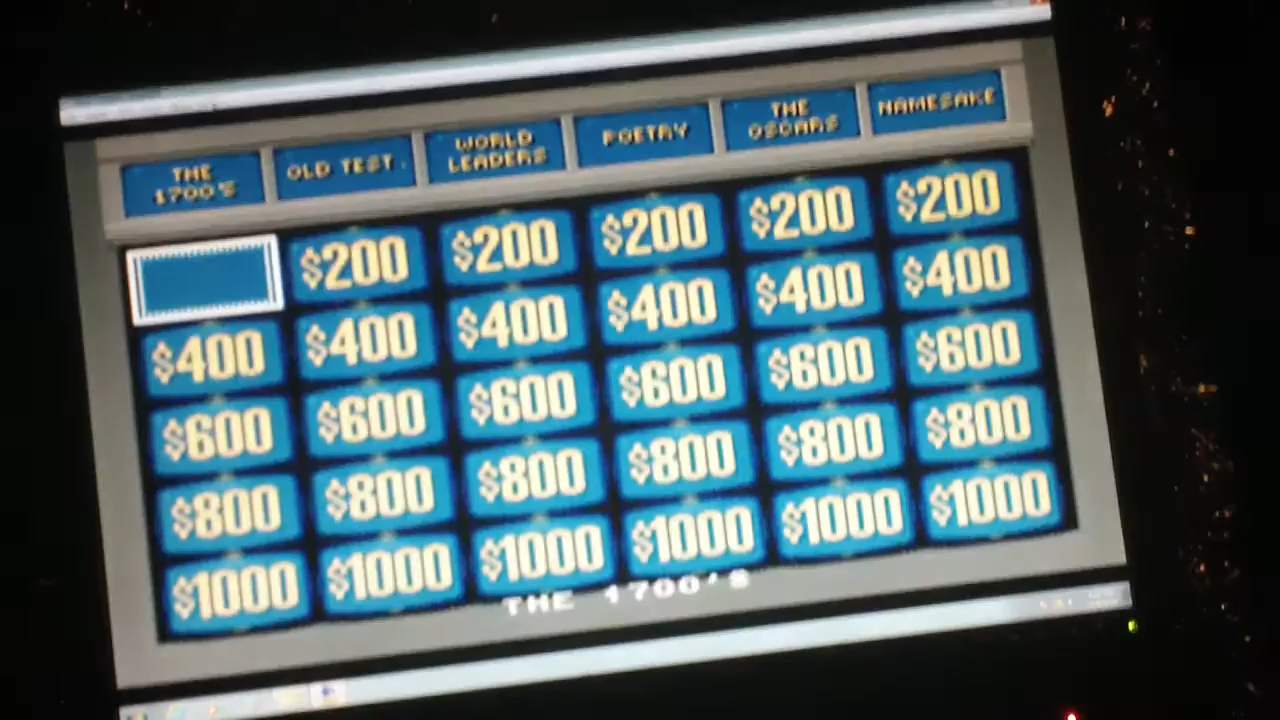 THE
1700'S
OLD TEST.
WORLD
LEADERS
POETRY
THE
OSCARS
NAMESAKE
$200 $200 $200 $200 $200
$400 $400 $400 $400 $400 $400
$600 $600 $600 $600 $600 $600
$800 $800 $800 $800 $800 $800
$1000 $1000 $1000 $1000 $1000 $1000
THE 1700'S